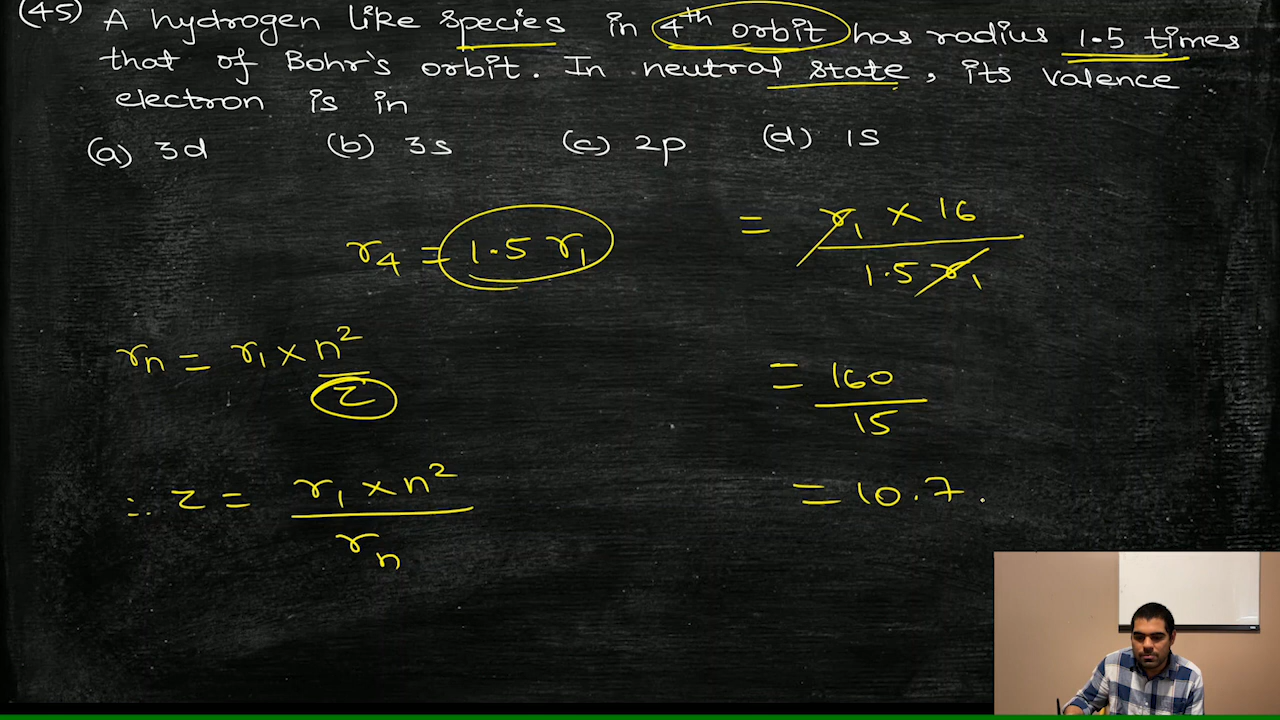 (45) A hydrogen like species in 4th orbit has radius 1.5 times
that of Bohr's orbit. In neutral state, its valence
electron is in
(a) 3d (b) 3s (c) 2p (d) 1s
r₄ = 1.5 r₁
rₙ = r₁ × n²/z
∴ z = r₁ × n²/rₙ
= r₁ × 16/1.5 r₁
= 160/15
= 10.7.